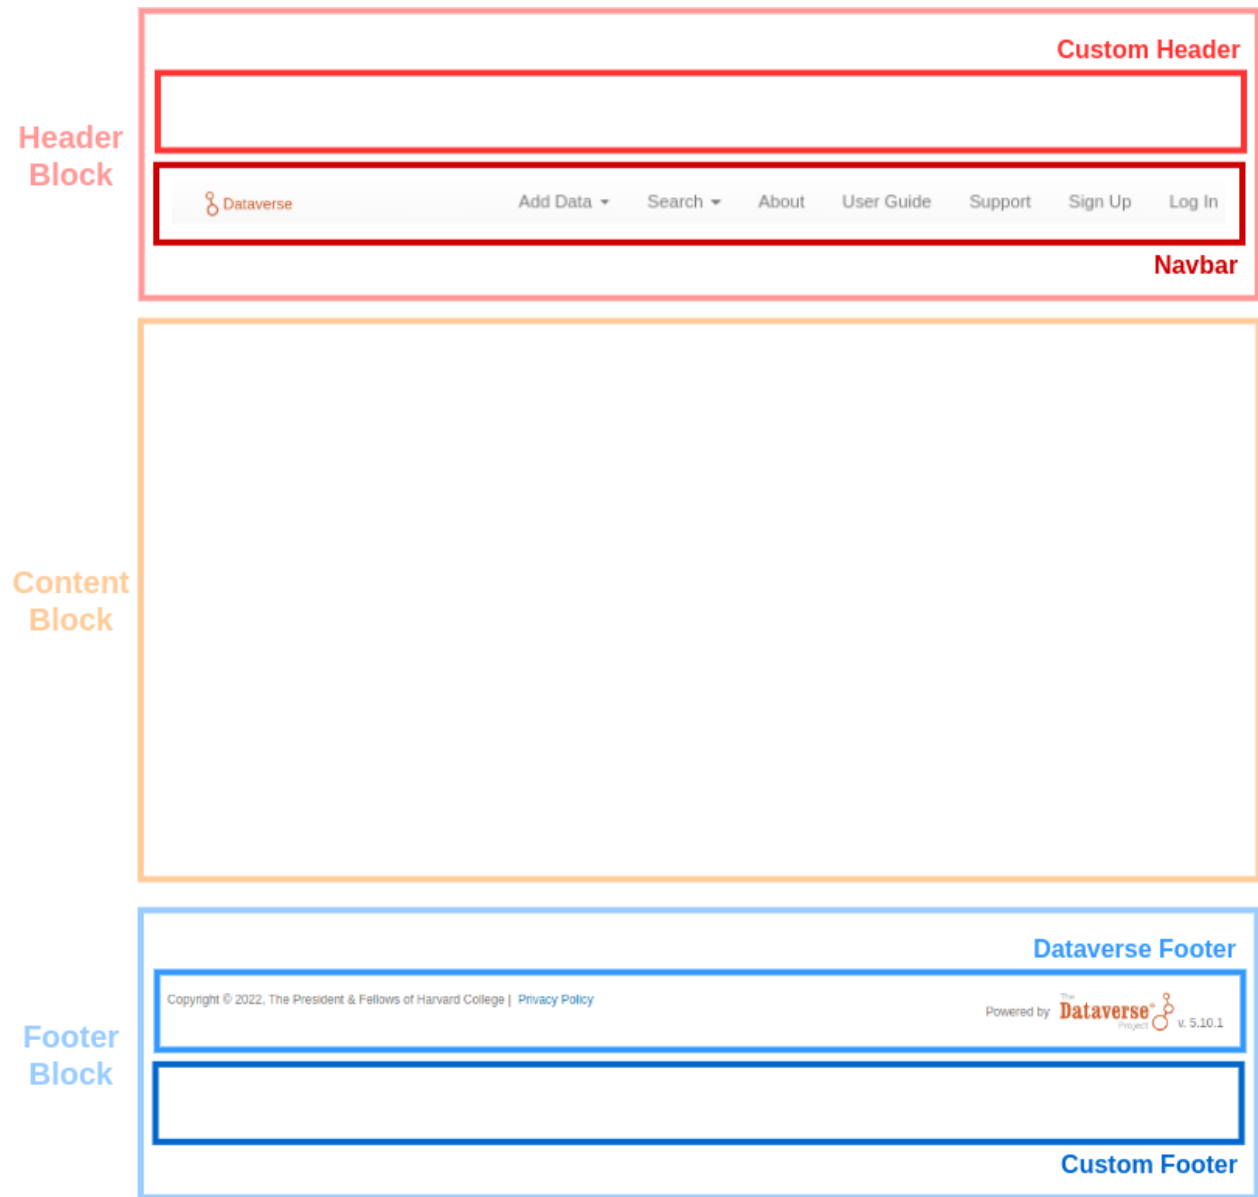 Custom Header
Header
Block
Dataverse Add Data Search About User Guide Support Sign Up Log In
Navbar
Content
Block
Dataverse Footer
Copyright © 2022, The President & Fellows of Harvard College | Privacy Policy
Powered by The Dataverse® Project v. 5.10.1
Footer
Block
Custom Footer